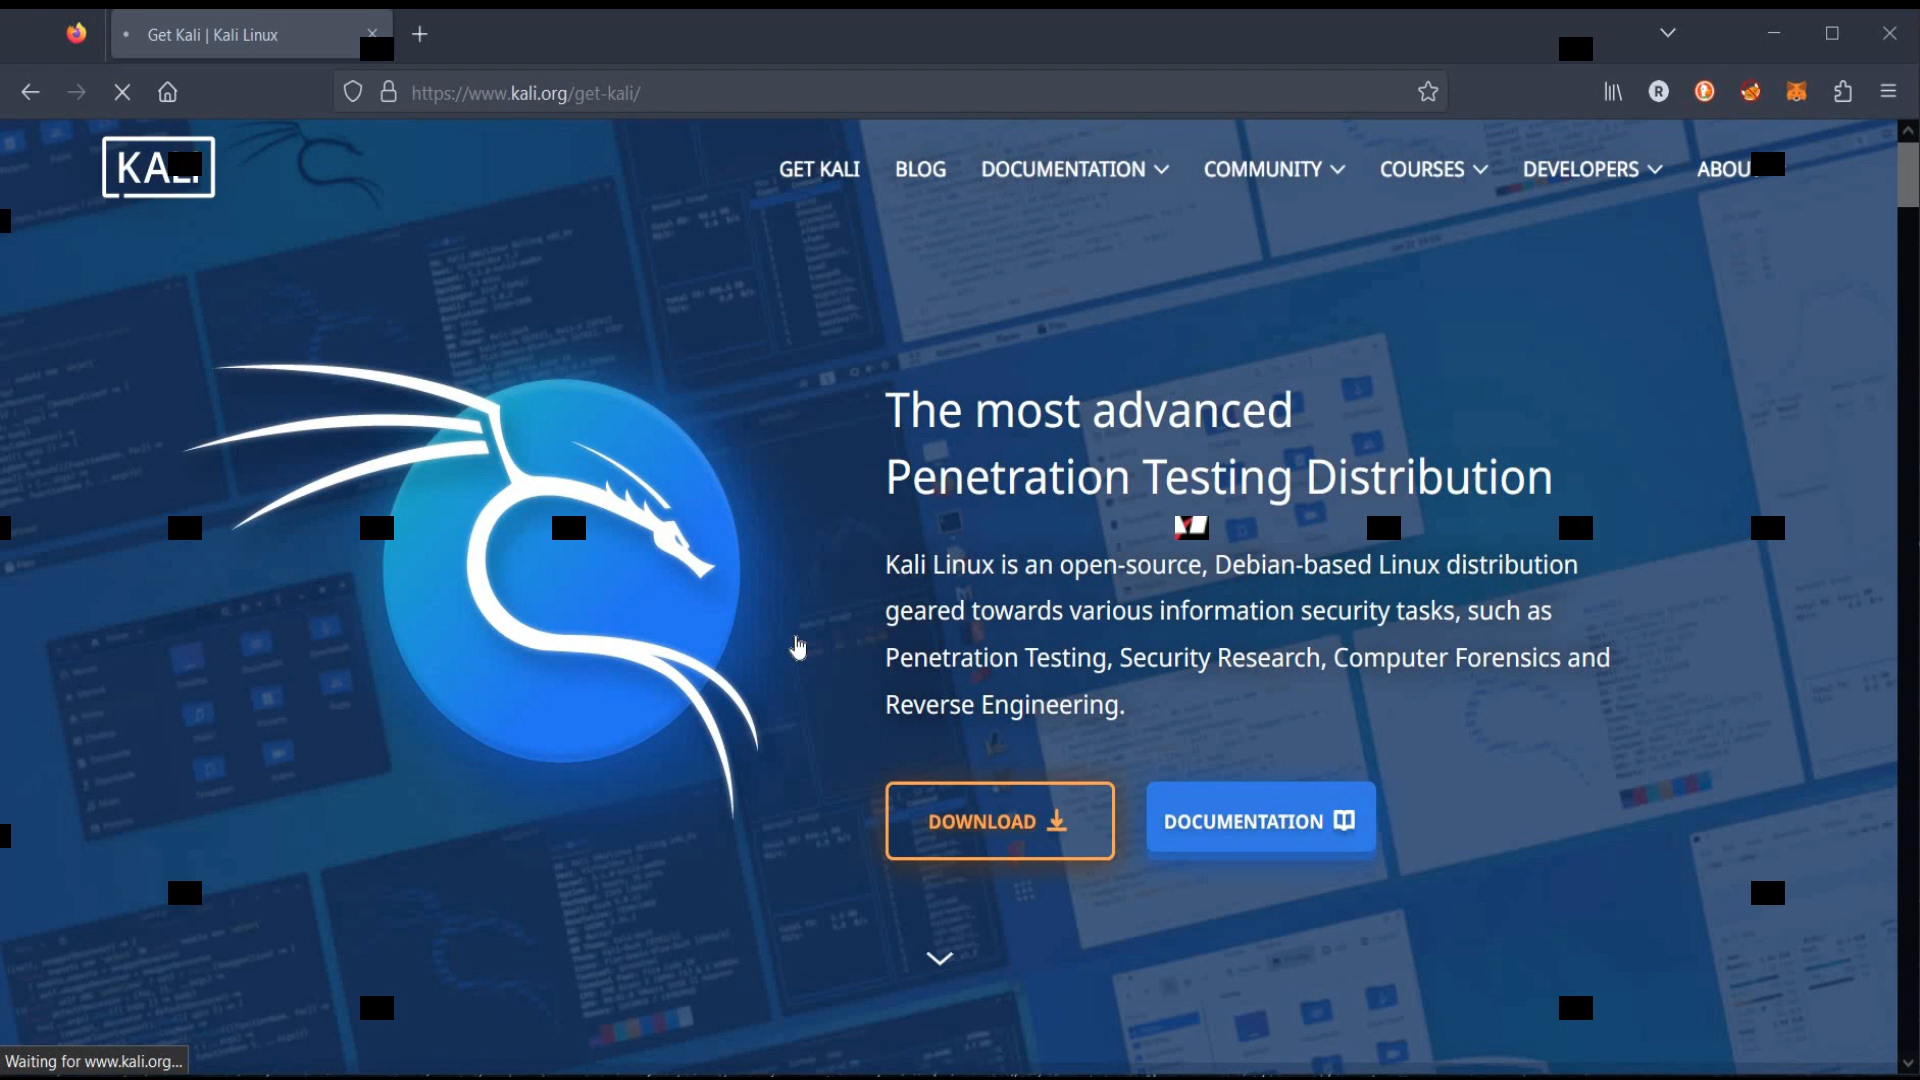 Get Kali | Kali Linux
https://www.kali.org/get-kali/
R
GET KALI BLOG DOCUMENTATION COMMUNITY COURSES DEVELOPERS
The most advanced
Penetration Testing Distribution
Kali Linux is an open-source, Debian-based Linux distribution
geared towards various information security tasks, such as
Penetration Testing, Security Research, Computer Forensics and
Reverse Engineering.
DOWNLOAD DOCUMENTATION
Waiting for www.kali.org...